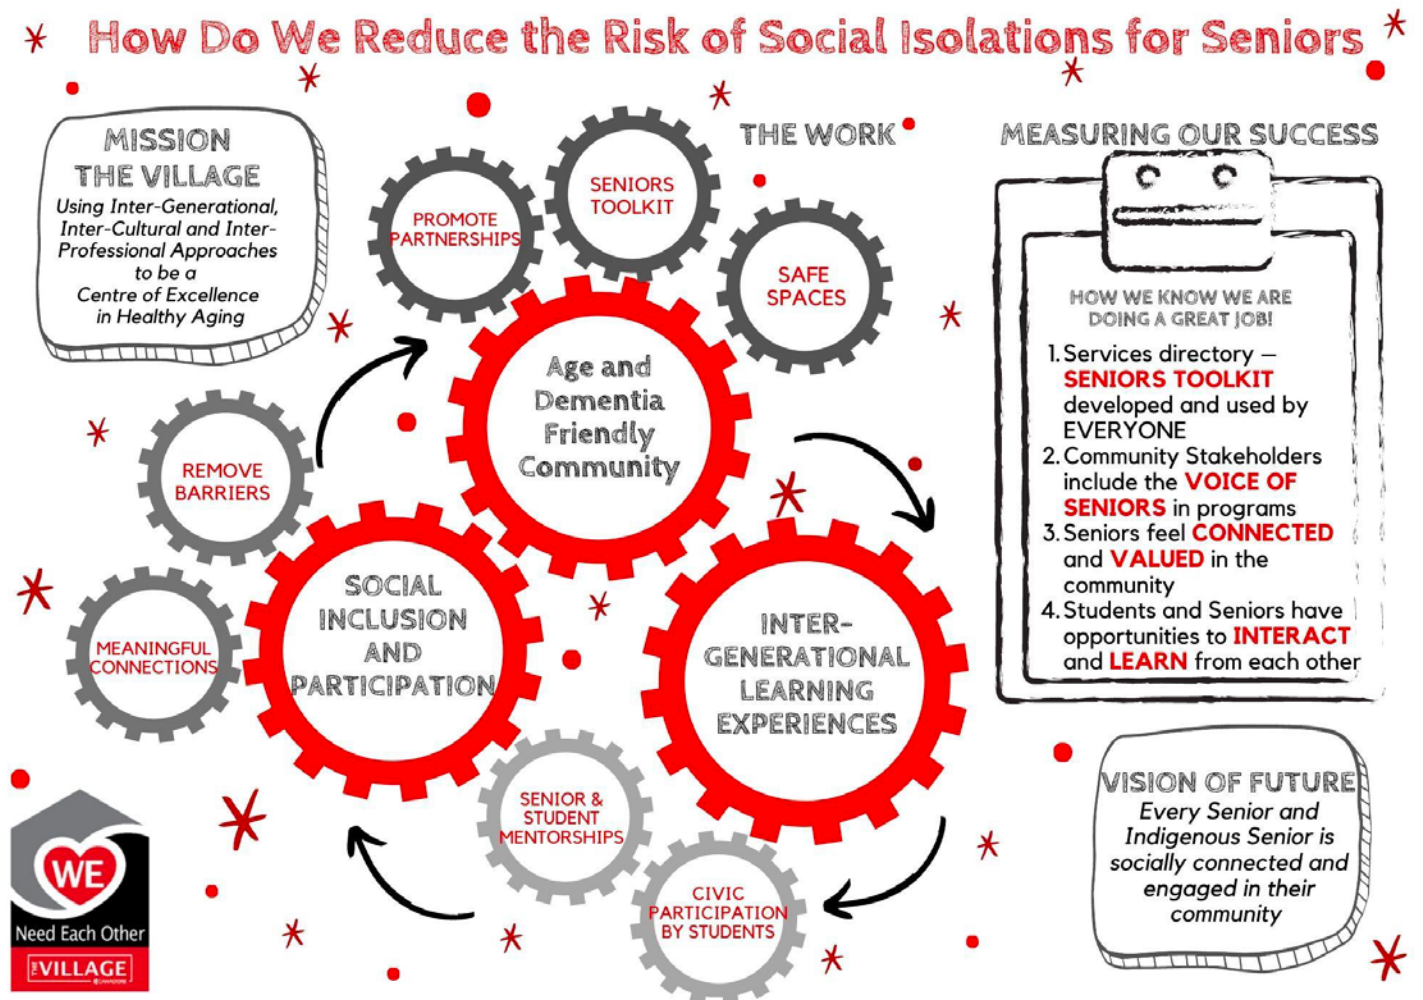 How Do We Reduce the Risk of Social Isolations for Seniors
MISSION
THE VILLAGE
Using Inter-Generational,
Inter-Cultural and Inter-
Professional Approaches
to be a
Centre of Excellence
in Healthy Aging
THE WORK
PROMOTE
PARTNERSHIPS
SENIORS
TOOLKIT
SAFE
SPACES
Age and
Dementia
Friendly
Community
REMOVE
BARRIERS
MEANINGFUL
CONNECTIONS
SOCIAL
INCLUSION
AND
PARTICIPATION
INTER-
GENERATIONAL
LEARNING
EXPERIENCES
SENIOR &
STUDENT
MENTORSHIPS
CIVIC
PARTICIPATION
BY STUDENTS
MEASURING OUR SUCCESS
HOW WE KNOW WE ARE
DOING A GREAT JOB!
1. Services directory –
SENIORS TOOLKIT
developed and used by
EVERYONE
2. Community Stakeholders
include the VOICE OF
SENIORS in programs
3. Seniors feel CONNECTED
and VALUED in the
community
4. Students and Seniors have
opportunities to INTERACT
and LEARN from each other
VISION OF FUTURE
Every Senior and
Indigenous Senior is
socially connected and
engaged in their
community
WE
Need Each Other
THE VILLAGE